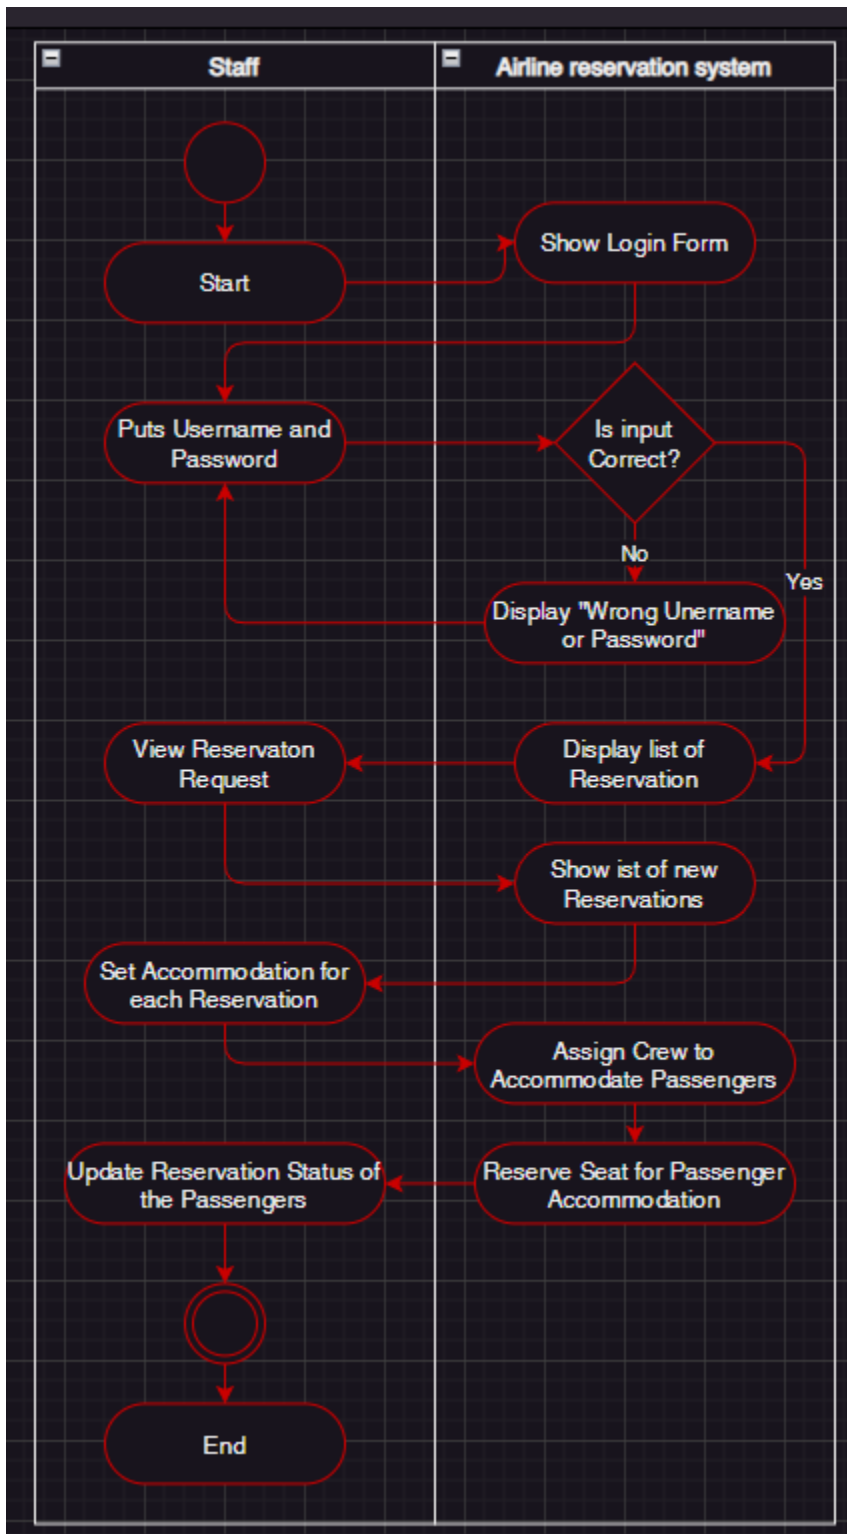 Staff
Airline reservation system
Show Login Form
Start
Puts Username and
Password
Is input
Correct?
No
Yes
Display "Wrong Unername
or Password"
View Reservaton
Request
Display list of
Reservation
Show ist of new
Reservations
Set Accommodation for
each Reservation
Assign Crew to
Accommodate Passengers
Update Reservation Status of
the Passengers
Reserve Seat for Passenger
Accommodation
End